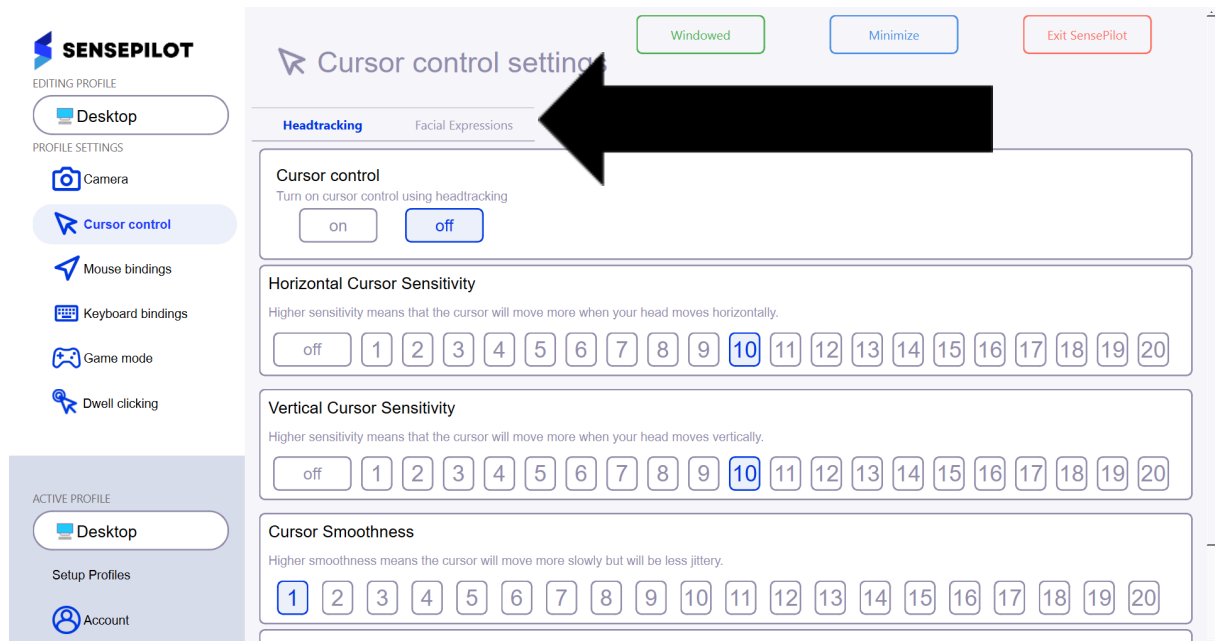 SENSEPILOT
EDITING PROFILE
Desktop
PROFILE SETTINGS
Camera
Cursor control
Mouse bindings
Keyboard bindings
Game mode
Dwell clicking
ACTIVE PROFILE
Desktop
Setup Profiles
Account
Windowed Minimize Exit SensePilot
Cursor control settings
Headtracking Facial Expressions
Cursor control
Turn on cursor control using headtracking
on off
Horizontal Cursor Sensitivity
Higher sensitivity means that the cursor will move more when your head moves horizontally.
off 1 2 3 4 5 6 7 8 9 10 11 12 13 14 15 16 17 18 19 20
Vertical Cursor Sensitivity
Higher sensitivity means that the cursor will move more when your head moves vertically.
off 1 2 3 4 5 6 7 8 9 10 11 12 13 14 15 16 17 18 19 20
Cursor Smoothness
Higher smoothness means the cursor will move more slowly but will be less jittery.
1 2 3 4 5 6 7 8 9 10 11 12 13 14 15 16 17 18 19 20